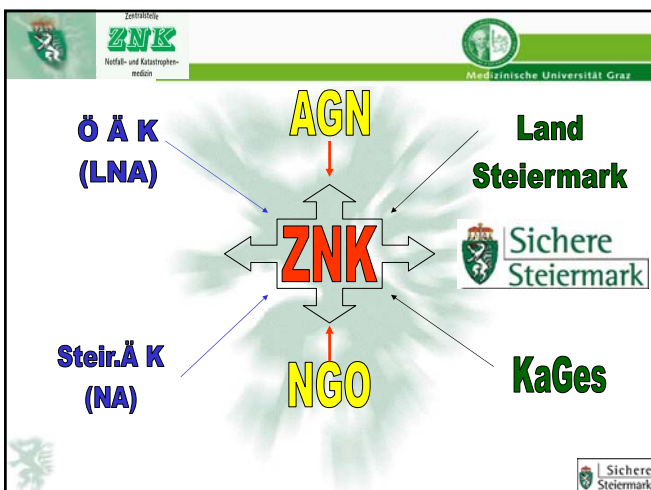 Zentralstelle
ZNK
Notfall- und Katastrophen-
medizin
Medizinische Universität Graz
Ö Ä K
(LNA)
AGN
Land
Steiermark
ZNK
Sichere
Steiermark
Steir.Ä K
(NA)
NGO
KaGes
Sichere
Steiermark